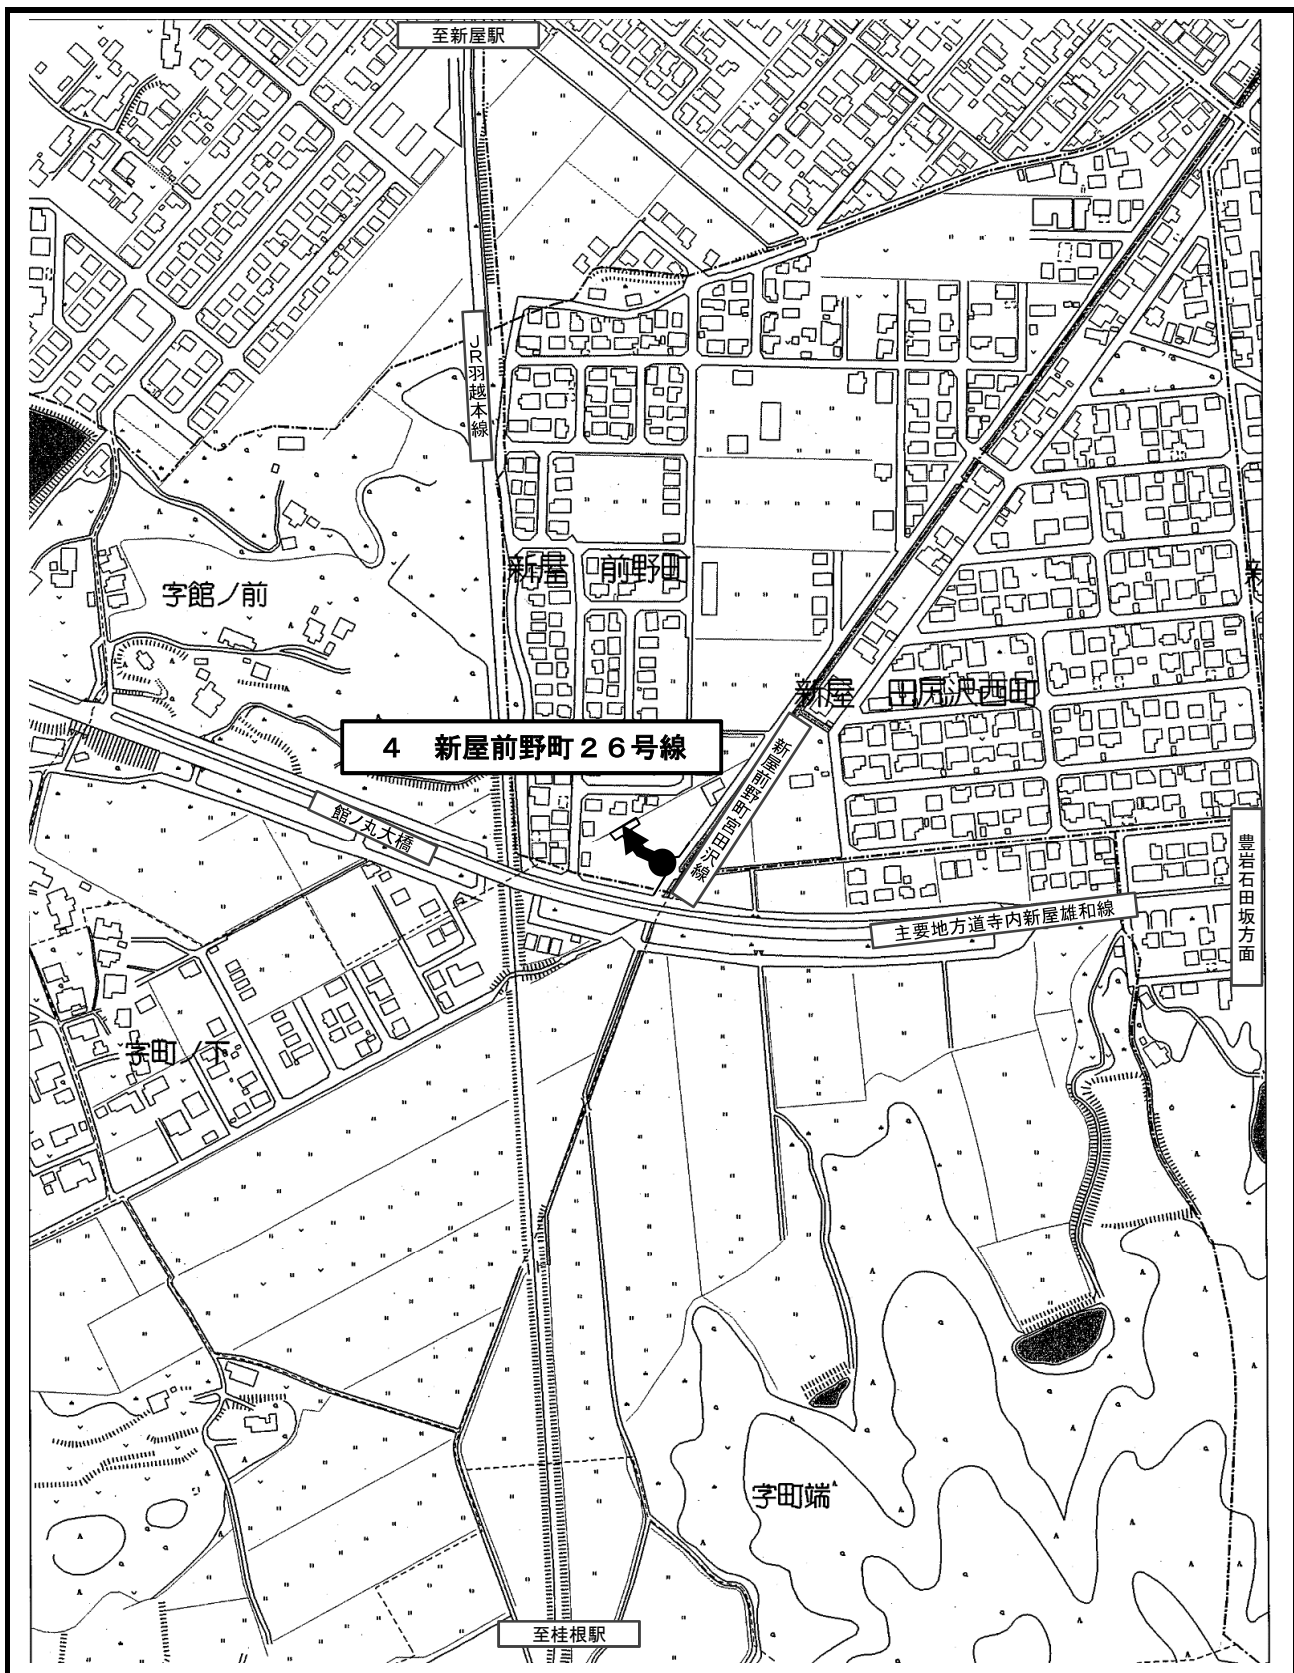 至新屋駅
JR羽越本線
新屋 前野町
新
字館ノ前
新屋 田尻沢西町
4 新屋前野町26号線
新屋前野町宮田沢線
館ノ丸大橋
豊岩石田坂方面
主要地方道寺内新屋雄和線
字町ノ下
字町端
至桂根駅